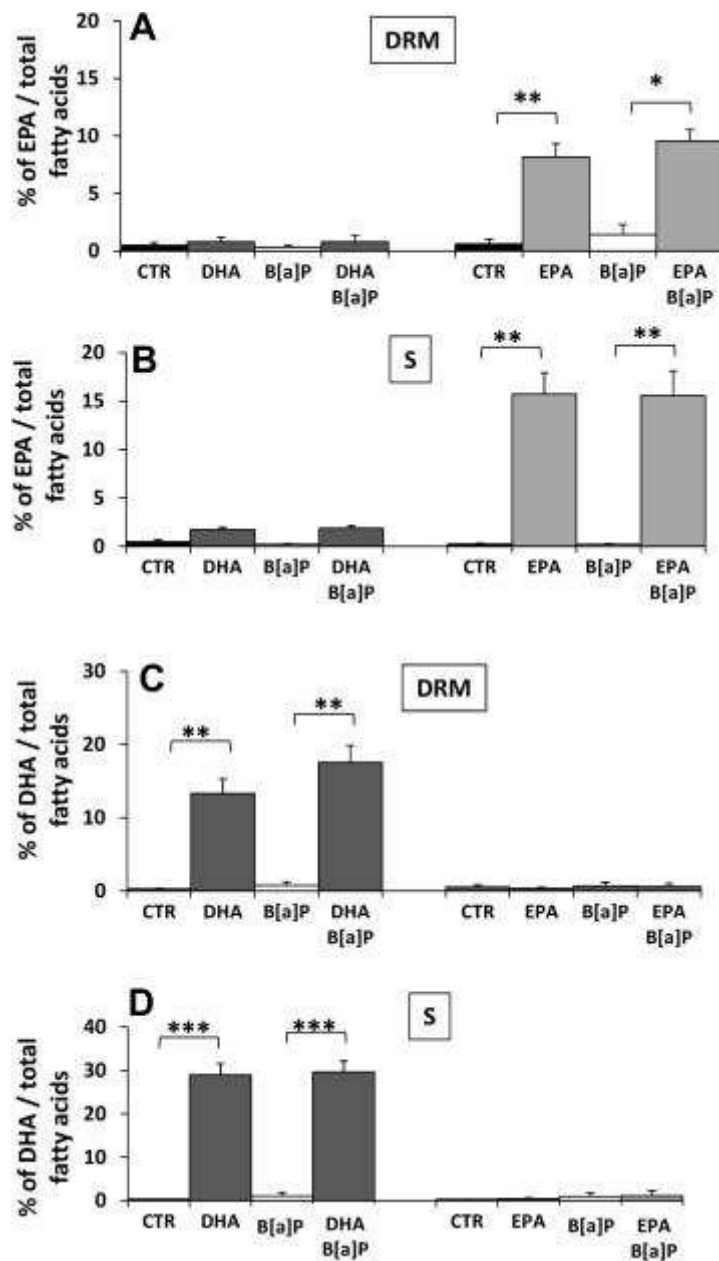 A
DRM
% of EPA / total
fatty acids
20
15
10
5
0
**
*
CTR DHA B[a]P DHA CTR EPA B[a]P EPA
B[a]P B[a]P
B
S
% of EPA / total
fatty acids
20
15
10
5
0
**
**
CTR DHA B[a]P DHA CTR EPA B[a]P EPA
B[a]P B[a]P
C
DRM
% of DHA / total
fatty acids
30
20
10
0
**
**
CTR DHA B[a]P DHA CTR EPA B[a]P EPA
B[a]P B[a]P
D
S
% of DHA / total
fatty acids
40
30
20
10
0
***
***
CTR DHA B[a]P DHA CTR EPA B[a]P EPA
B[a]P B[a]P